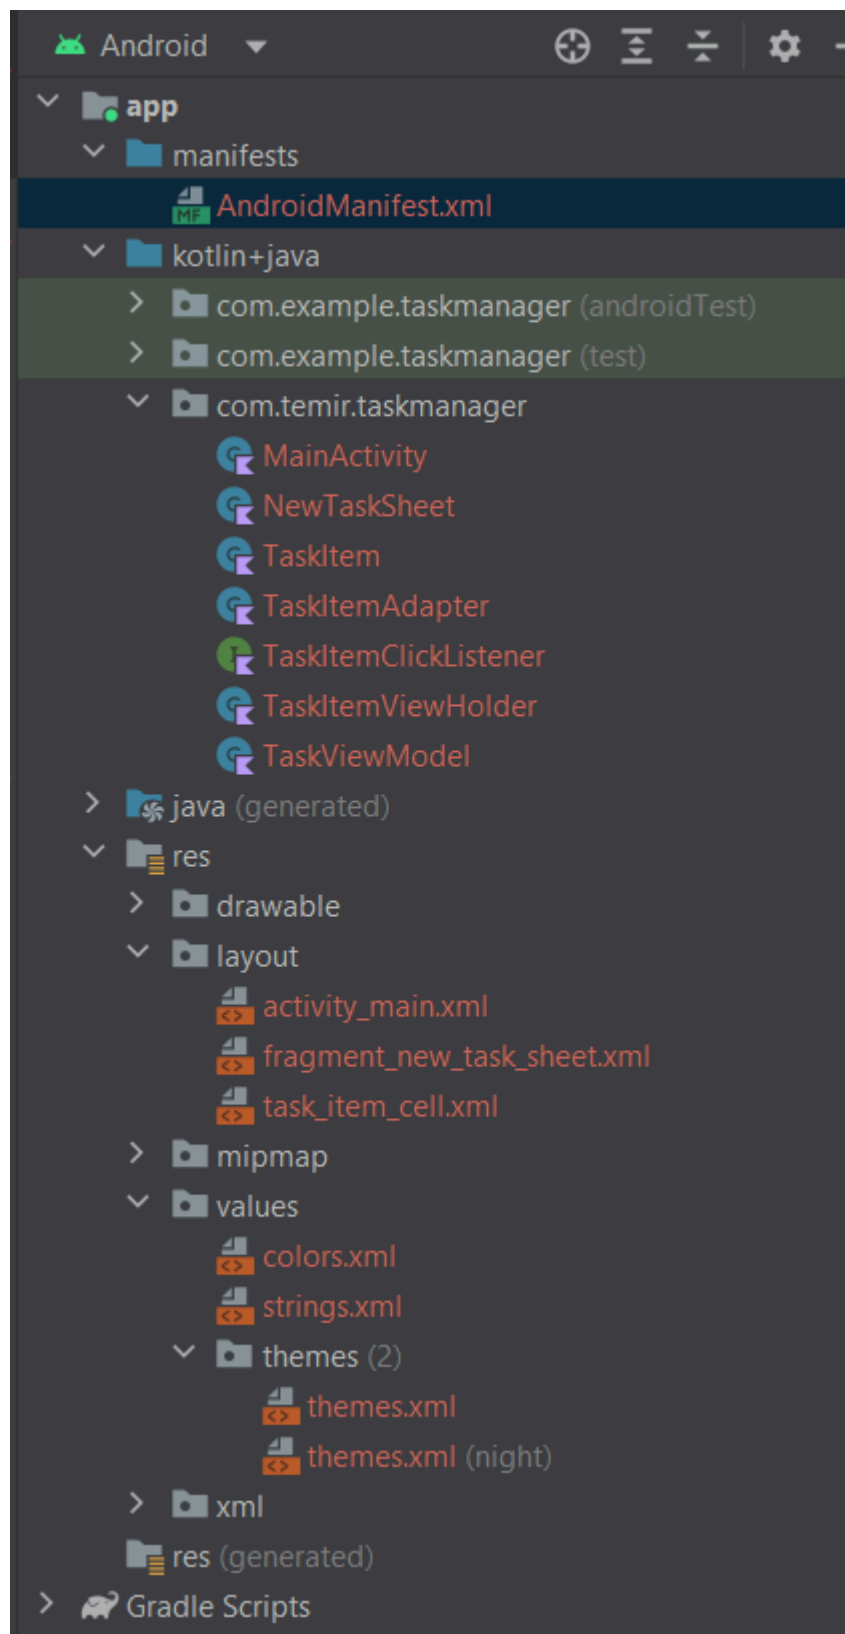 Android
app
manifests
MF AndroidManifest.xml
kotlin+java
com.example.taskmanager (androidTest)
com.example.taskmanager (test)
com.temir.taskmanager
MainActivity
NewTaskSheet
TaskItem
TaskItemAdapter
TaskItemClickListener
TaskItemViewHolder
TaskViewModel
java (generated)
res
drawable
layout
activity_main.xml
fragment_new_task_sheet.xml
task_item_cell.xml
mipmap
values
colors.xml
strings.xml
themes (2)
themes.xml
themes.xml (night)
xml
res (generated)
Gradle Scripts